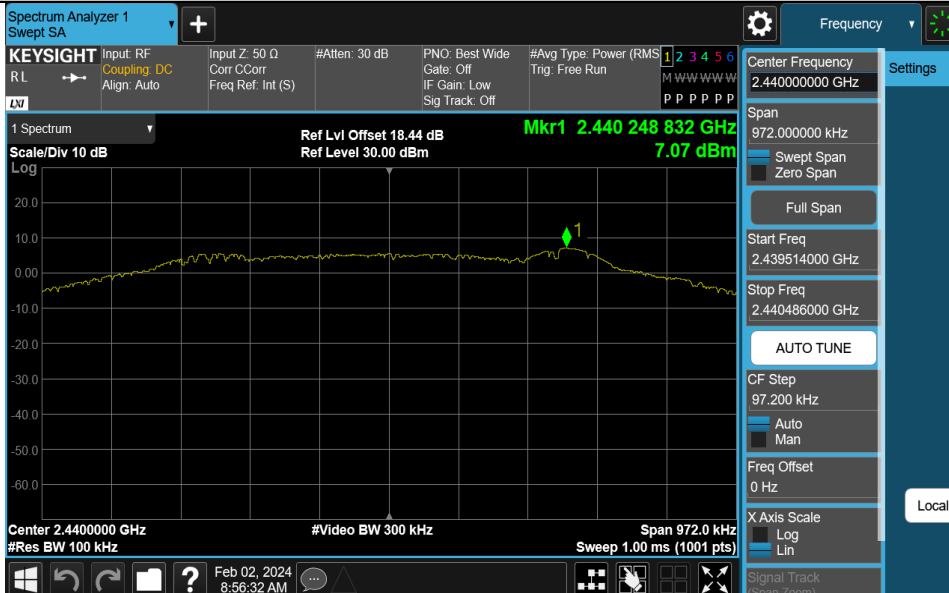 Spectrum Analyzer 1
Swept SA
Frequency
KEYSIGHT
R L
LXI
Input: RF
Coupling: DC
Align: Auto
Input Z: 50 Ω
Corr CCorr
Freq Ref: Int (S)
#Atten: 30 dB
PNO: Best Wide
Gate: Off
IF Gain: Low
Sig Track: Off
#Avg Type: Power (RMS
Trig: Free Run
1 2 3 4 5 6
M W W W W W
P P P P P P
1 Spectrum
Scale/Div 10 dB
Log
Ref Lvl Offset 18.44 dB
Ref Level 30.00 dBm
Mkr1 2.440 248 832 GHz
7.07 dBm
1
20.0
10.0
0.00
-10.0
-20.0
-30.0
-40.0
-50.0
-60.0
Center 2.4400000 GHz
#Res BW 100 kHz
#Video BW 300 kHz
Span 972.0 kHz
Sweep 1.00 ms (1001 pts)
Feb 02, 2024
8:56:32 AM
Center Frequency
2.440000000 GHz
Span
972.000000 kHz
Swept Span
Zero Span
Full Span
Start Freq
2.439514000 GHz
Stop Freq
2.440486000 GHz
AUTO TUNE
CF Step
97.200 kHz
Auto
Man
Freq Offset
0 Hz
X Axis Scale
Log
Lin
Signal Track
(Span Zoom)
Settings
Local